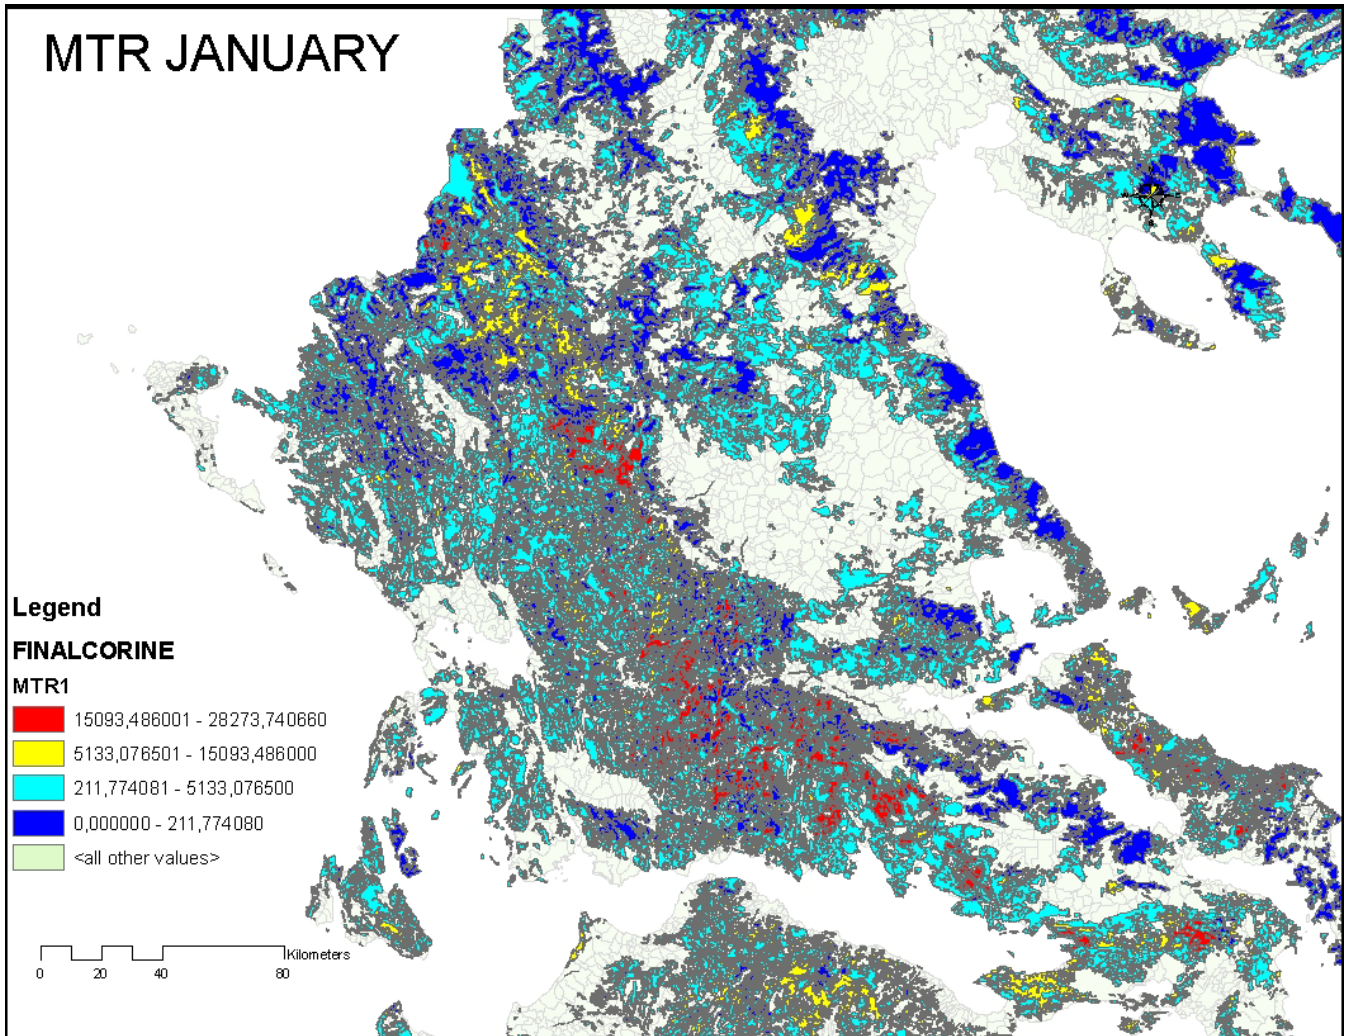 MTR JANUARY
Legend
FINALCORINE
MTR1
15093,486001 - 28273,740660
5133,076501 - 15093,486000
211,774081 - 5133,076500
0,000000 - 211,774080
<all other values>
Kilometers
0 20 40 80